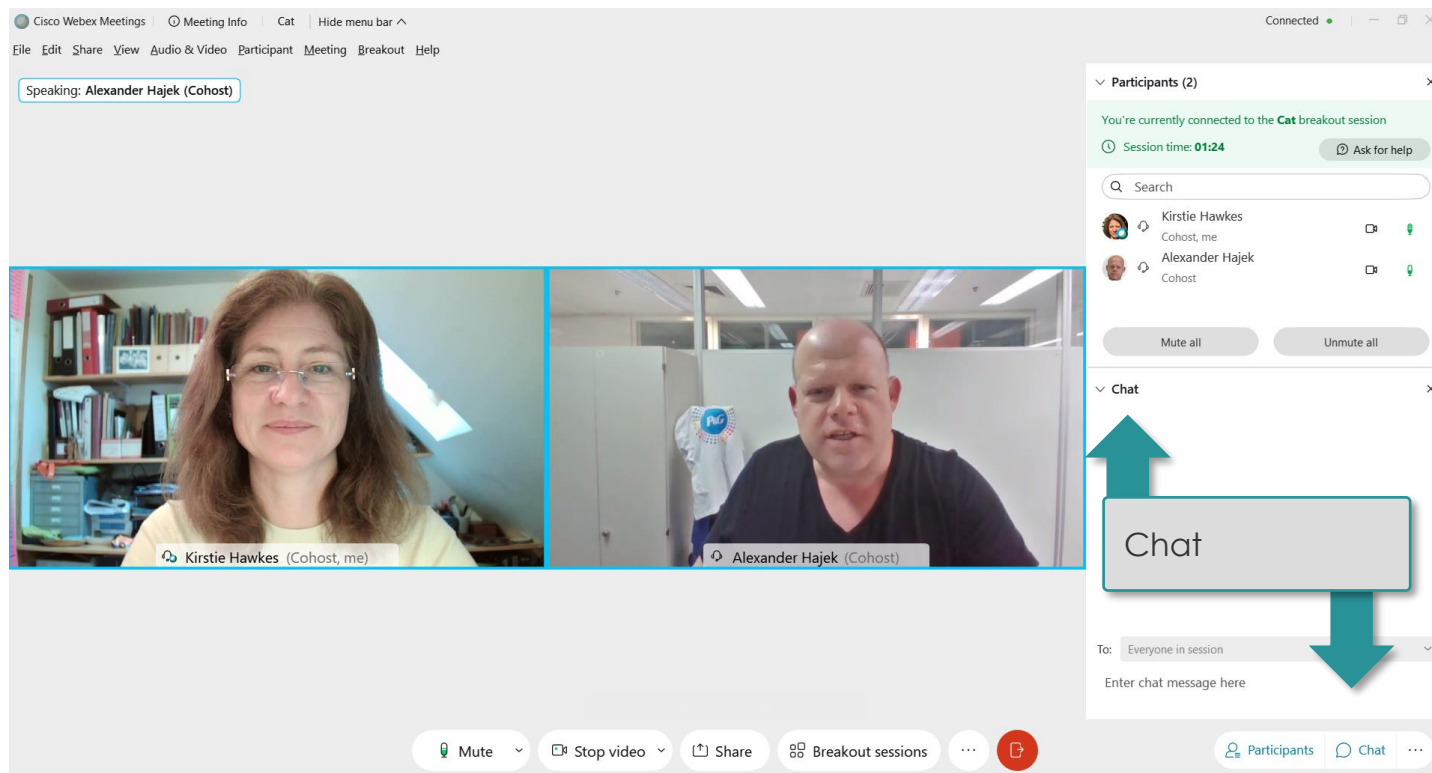 Cisco Webex Meetings Meeting Info Cat Hide menu bar
Connected
File Edit Share View Audio & Video Participant Meeting Breakout Help
Speaking: Alexander Hajek (Cohost)
Participants (2)
You're currently connected to the Cat breakout session
Session time: 01:24
Ask for help
Search
Kirstie Hawkes
Cohost, me
Alexander Hajek
Cohost
Mute all Unmute all
P&G
Kirstie Hawkes (Cohost, me)
Alexander Hajek (Cohost)
Chat
Chat
To: Everyone in session
Enter chat message here
Mute Stop video Share Breakout sessions ...
Participants Chat ...